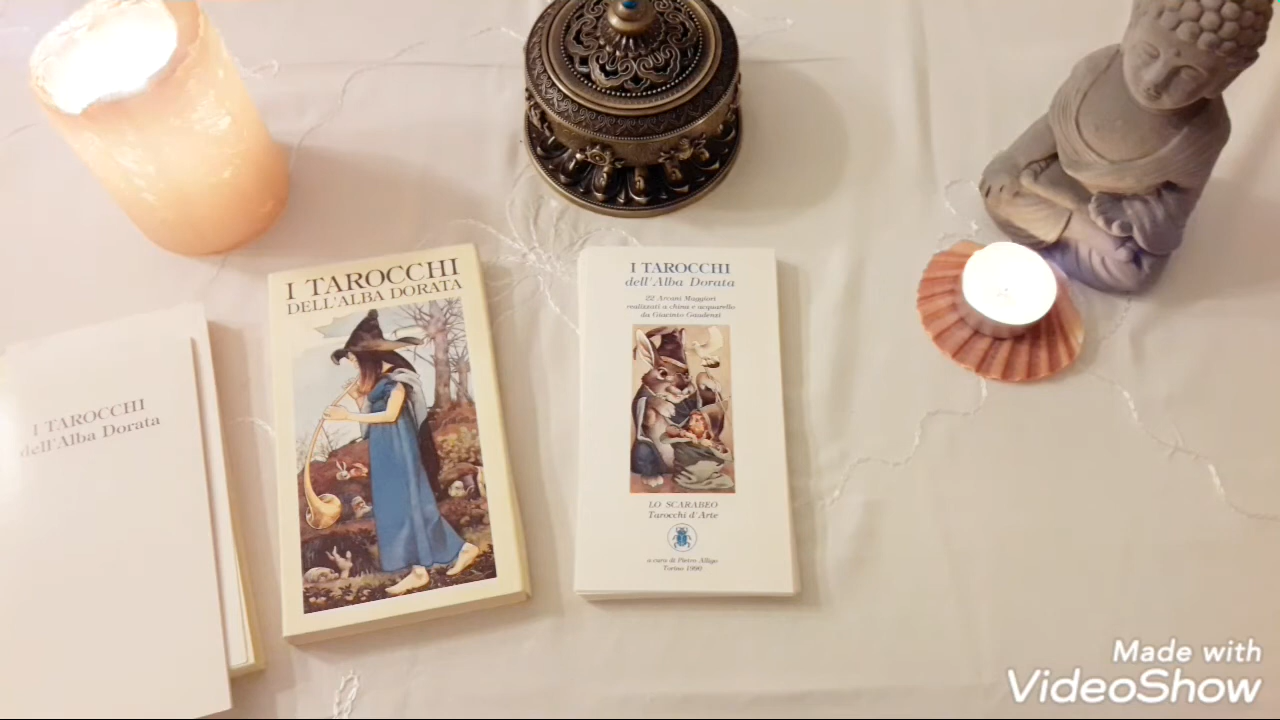 I TAROCCHI
dell'Alba Dorata
I TAROCCHI
DELL'ALBA DORATA
I TAROCCHI
dell'Alba Dorata
22 Arcani Maggiori
realizzati a china e acquarello
da Giacinto Gaudenzi
LO SCARABEO
Tarocchi d'Arte
a cura di Pietro Alligo
Torino 1990
Made with
VideoShow